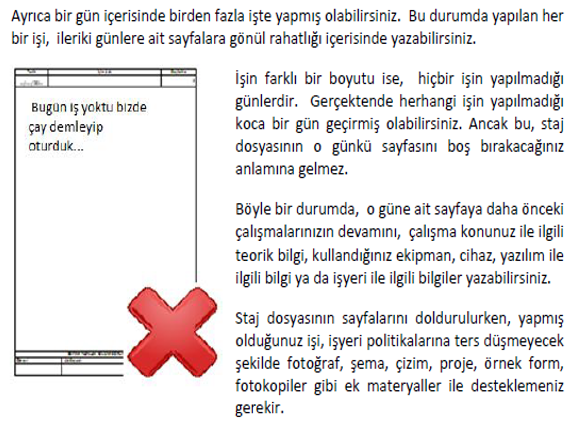 Ayrıca bir gün içerisinde birden fazla işte yapmış olabilirsiniz. Bu durumda yapılan her
bir işi, ileriki günlere ait sayfalara gönül rahatlığı içerisinde yazabilirsiniz.
Bugün iş yoktu bizde
çay demleyip
oturduk...
İşin farklı bir boyutu ise, hiçbir işin yapılmadığı
günlerdir. Gerçektende herhangi işin yapılmadığı
koca bir gün geçirmiş olabilirsiniz. Ancak bu, staj
dosyasının o günkü sayfasını boş bırakacağınız
anlamına gelmez.
Böyle bir durumda, o güne ait sayfaya daha önceki
çalışmalarınızın devamını, çalışma konunuz ile ilgili
teorik bilgi, kullandığınız ekipman, cihaz, yazılım ile
ilgili bilgi ya da işyeri ile ilgili bilgiler yazabilirsiniz.
Staj dosyasının sayfalarını doldurulurken, yapmış
olduğunuz işi, işyeri politikalarına ters düşmeyecek
şekilde fotoğraf, şema, çizim, proje, örnek form,
fotokopiler gibi ek materyaller ile desteklemeniz
gerekir.